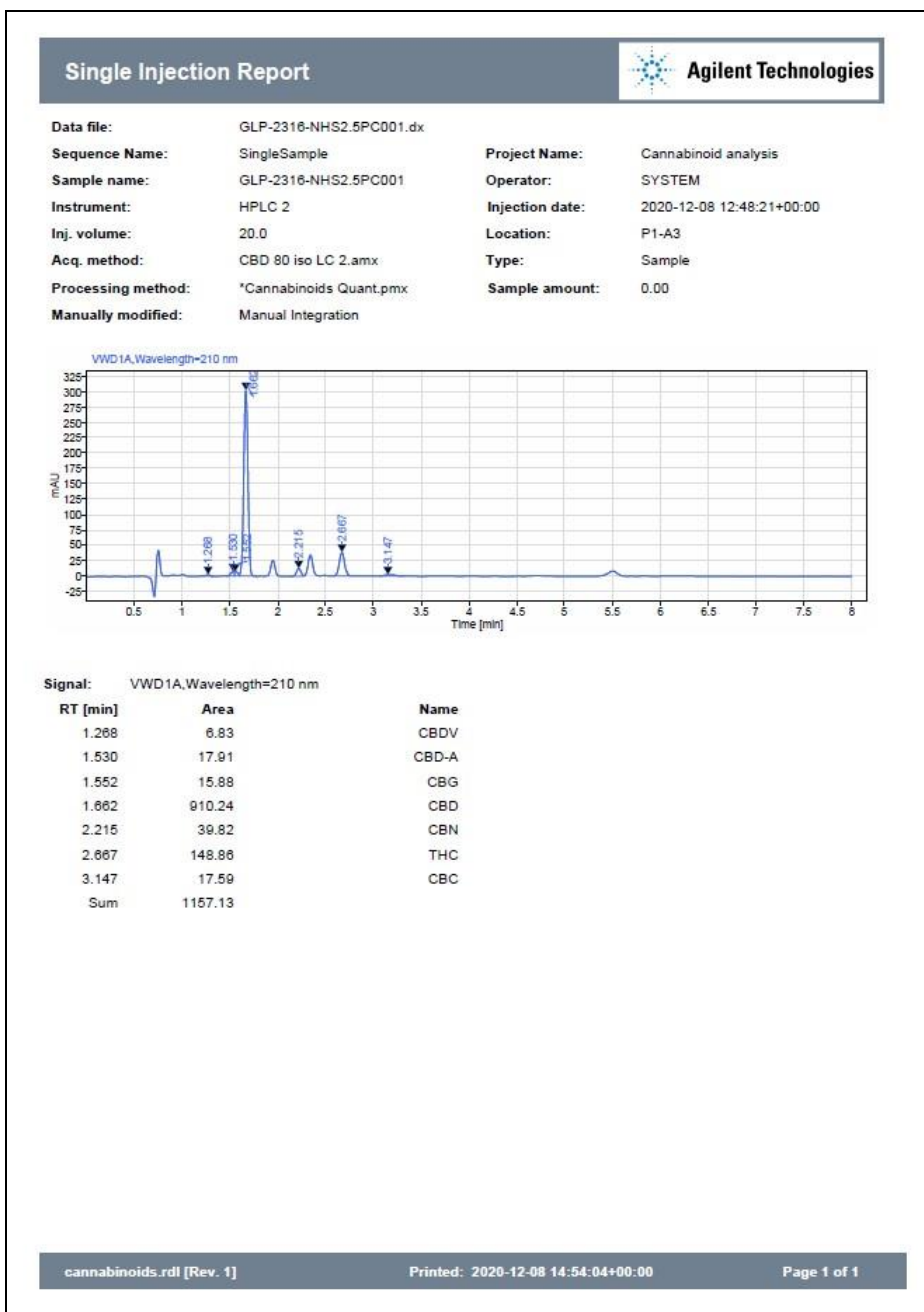 Single Injection Report
Agilent Technologies
Data file: GLP-2316-NHS2.5PC001.dx
Sequence Name: SingleSample Project Name: Cannabinoid analysis
Sample name: GLP-2316-NHS2.5PC001 Operator: SYSTEM
Instrument: HPLC 2 Injection date: 2020-12-08 12:48:21+00:00
Inj. volume: 20.0 Location: P1-A3
Acq. method: CBD 80 iso LC 2.amx Type: Sample
Processing method: *Cannabinoids Quant.pmx Sample amount: 0.00
Manually modified: Manual Integration
VWD1A,Wavelength=210 nm
325
300
275
250
225
200
175
150
125
100
75
50
25
0
-25
mAU
1.268
1.530
1.552
1.662
2.215
2.667
3.147
0.5 1 1.5 2 2.5 3 3.5 4 4.5 5 5.5 6 6.5 7 7.5 8
Time [min]
Signal: VWD1A,Wavelength=210 nm
RT [min] Area Name
1.268 6.83 CBDV
1.530 17.91 CBD-A
1.552 15.88 CBG
1.662 910.24 CBD
2.215 39.82 CBN
2.667 148.86 THC
3.147 17.59 CBC
Sum 1157.13
cannabinoids.rdl [Rev. 1] Printed: 2020-12-08 14:54:04+00:00 Page 1 of 1